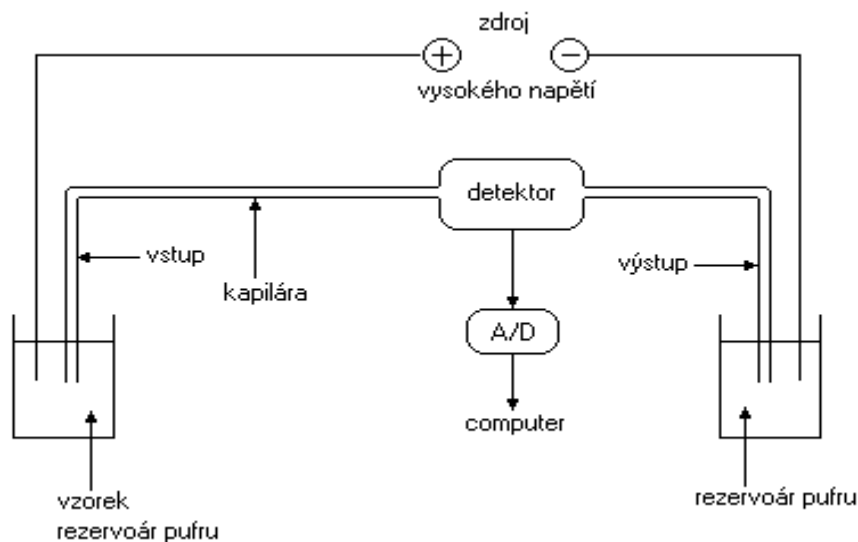 zdroj
+
−
vysokého napětí
detektor
vstup
výstup
kapilára
A/D
computer
vzorek
rezervoár pufru
rezervoár pufru